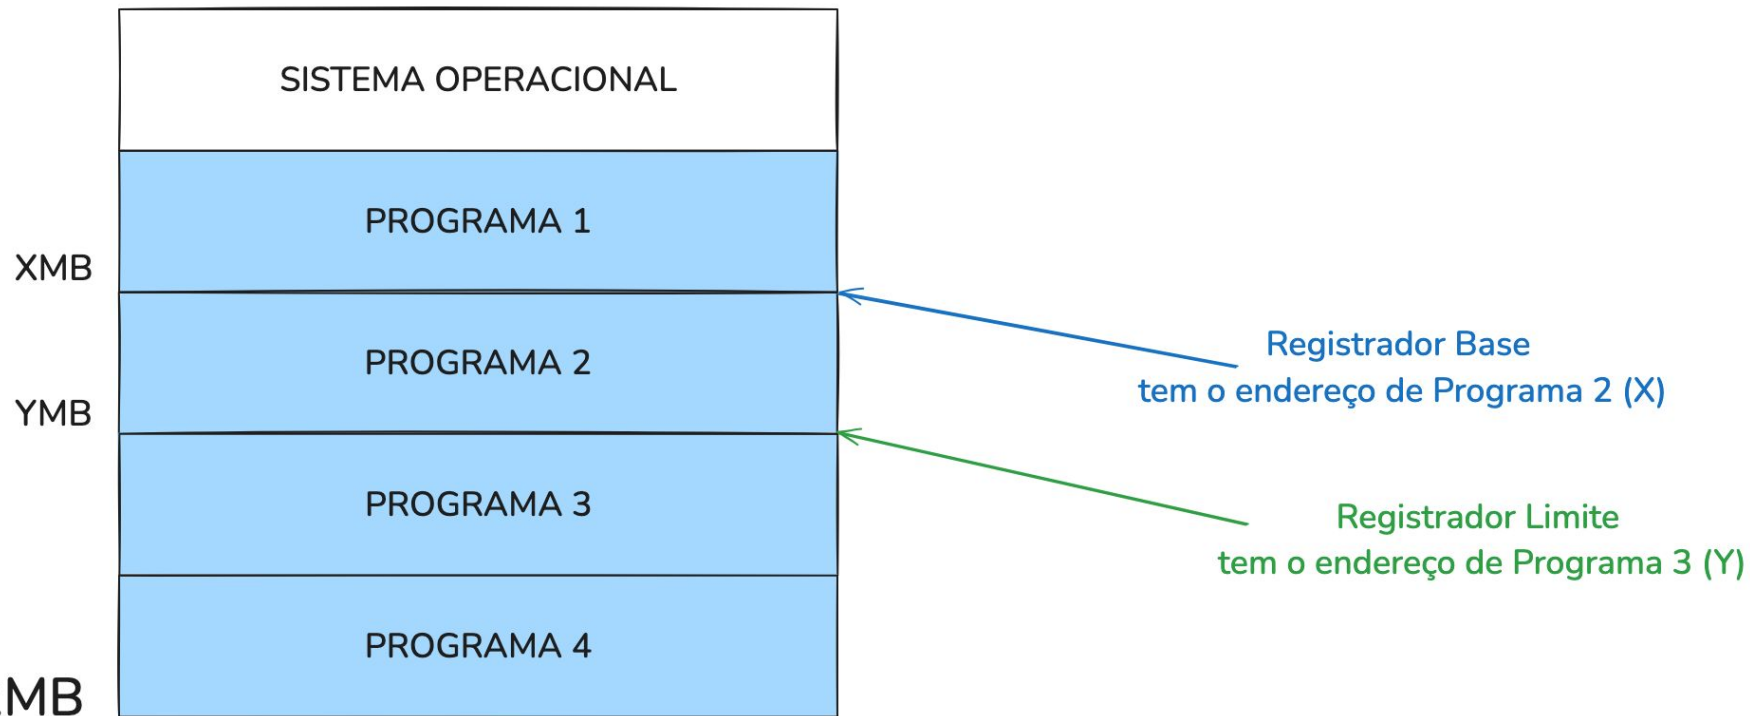 SISTEMA OPERACIONAL
PROGRAMA 1
XMB
PROGRAMA 2
Registrador Base
tem o endereço de Programa 2 (X)
YMB
PROGRAMA 3
Registrador Limite
tem o endereço de Programa 3 (Y)
PROGRAMA 4
MB